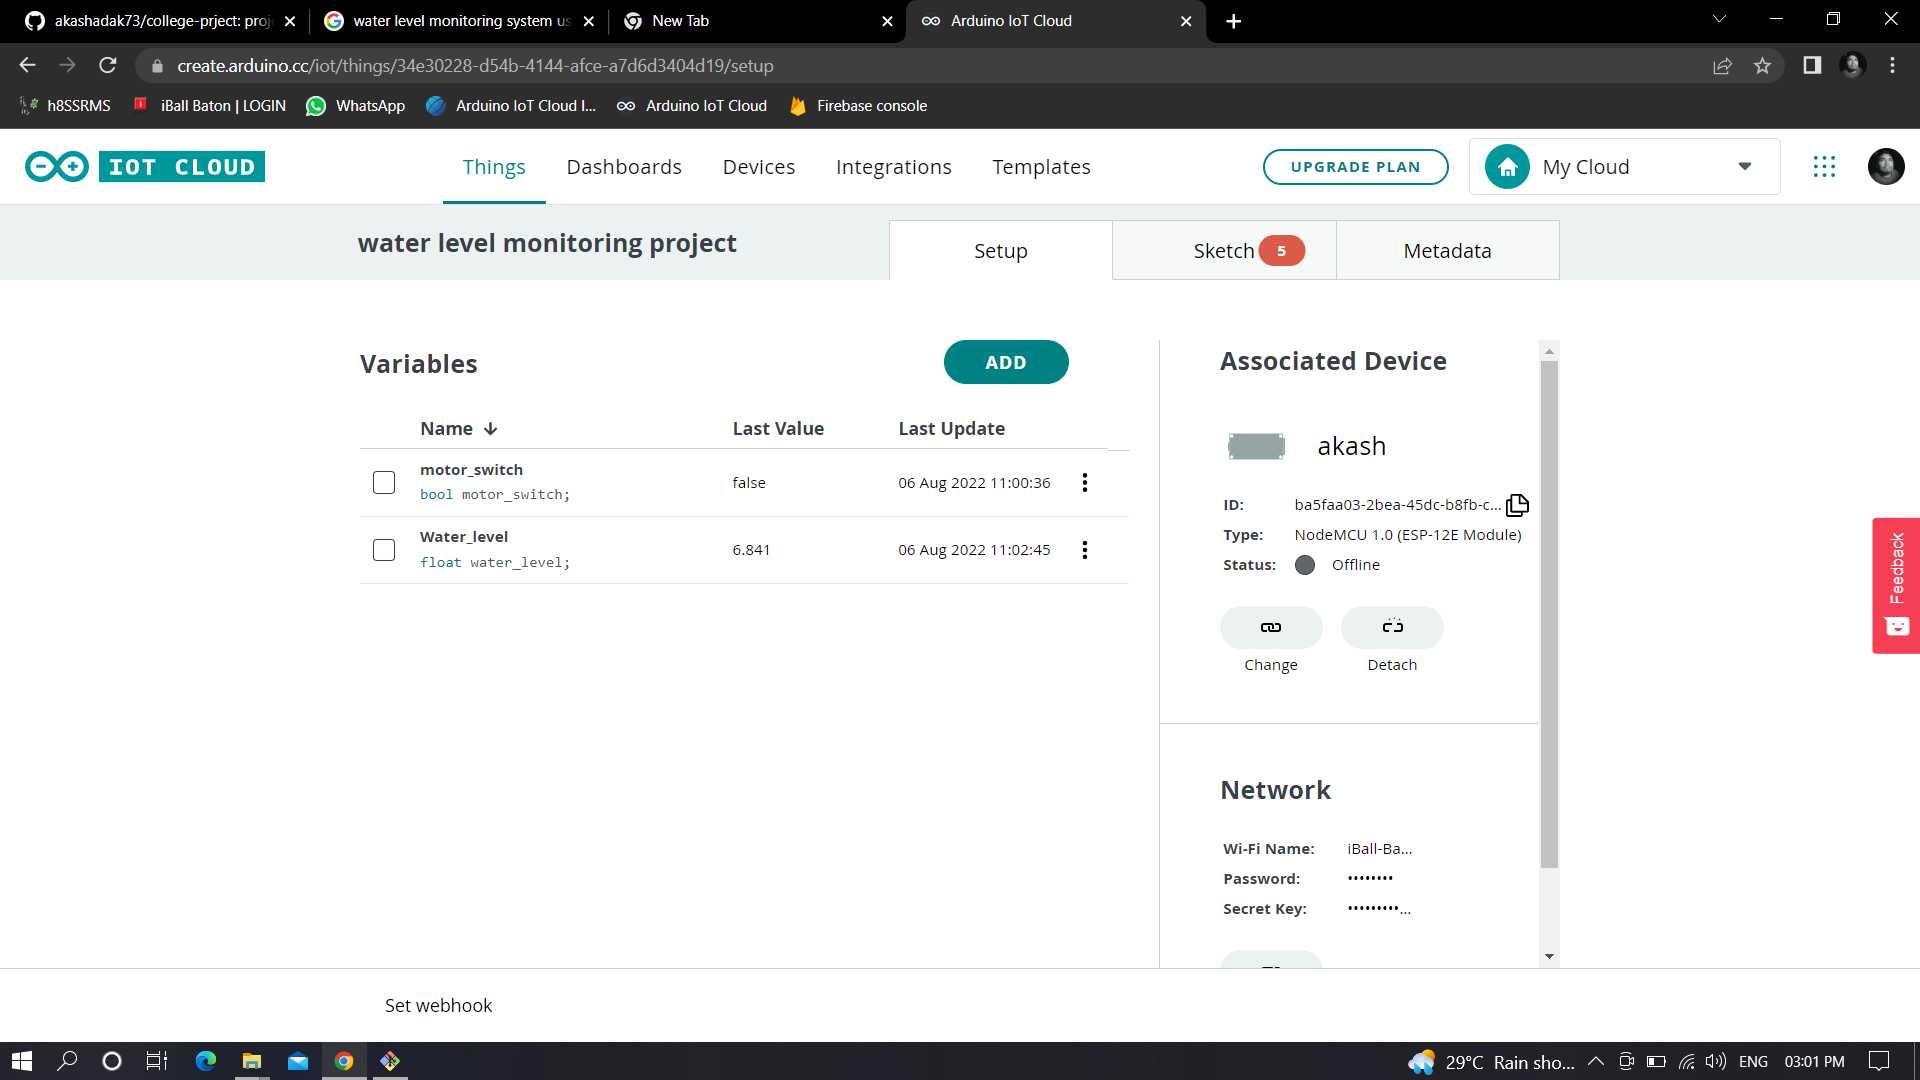 akashadak73/college-prject: proj
water level monitoring system us
New Tab
Arduino IoT Cloud
create.arduino.cc/iot/things/34e30228-d54b-4144-afce-a7d6d3404d19/setup
h8SSRMS
iBall Baton | LOGIN
WhatsApp
Arduino IoT Cloud I...
Arduino IoT Cloud
Firebase console
IOT CLOUD
Things
Dashboards
Devices
Integrations
Templates
UPGRADE PLAN
My Cloud
water level monitoring project
Setup
Sketch 5
Metadata
Variables
ADD
Name
Last Value
Last Update
motor_switch
bool motor_switch;
false
06 Aug 2022 11:00:36
Water_level
float water_level;
6.841
06 Aug 2022 11:02:45
Associated Device
akash
ID: ba5faa03-2bea-45dc-b8fb-c...
Type: NodeMCU 1.0 (ESP-12E Module)
Status: Offline
Change
Detach
Network
Wi-Fi Name: iBall-Ba...
Password: ••••••••
Secret Key: •••••••••...
Feedback
Set webhook
29°C Rain sho...
ENG
03:01 PM